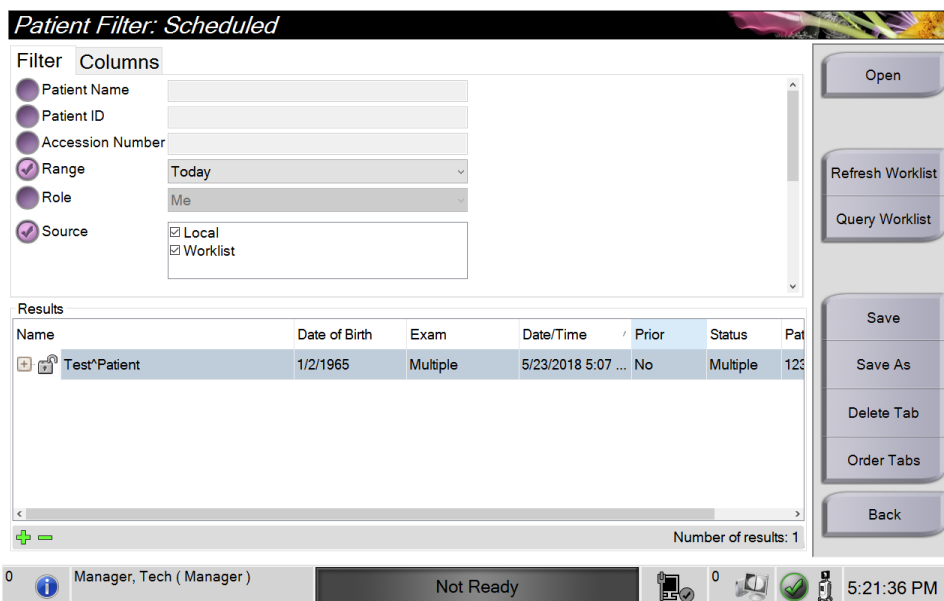 Patient Filter: Scheduled
Filter Columns
Patient Name
Patient ID
Accession Number
Range Today
Role Me
Source Local
Worklist
Open
Refresh Worklist
Query Worklist
Save
Save As
Delete Tab
Order Tabs
Back
Results
Name Date of Birth Exam Date/Time Prior Status Pat
Test^Patient 1/2/1965 Multiple 5/23/2018 5:07 ... No Multiple 123
Number of results: 1
0 Manager, Tech ( Manager ) Not Ready 0 5:21:36 PM